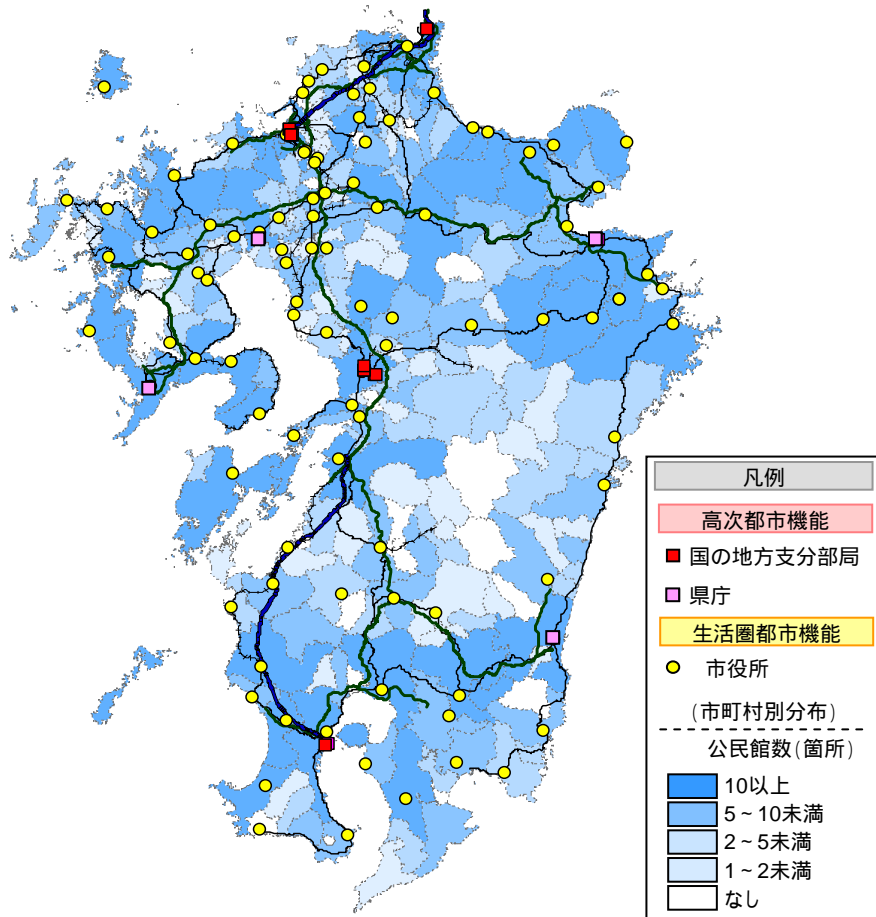 凡例
高次都市機能
国の地方支分部局
県庁
生活圏都市機能
市役所
(市町村別分布)
公民館数(箇所)
10以上
5~10未満
2~5未満
1~2未満
なし